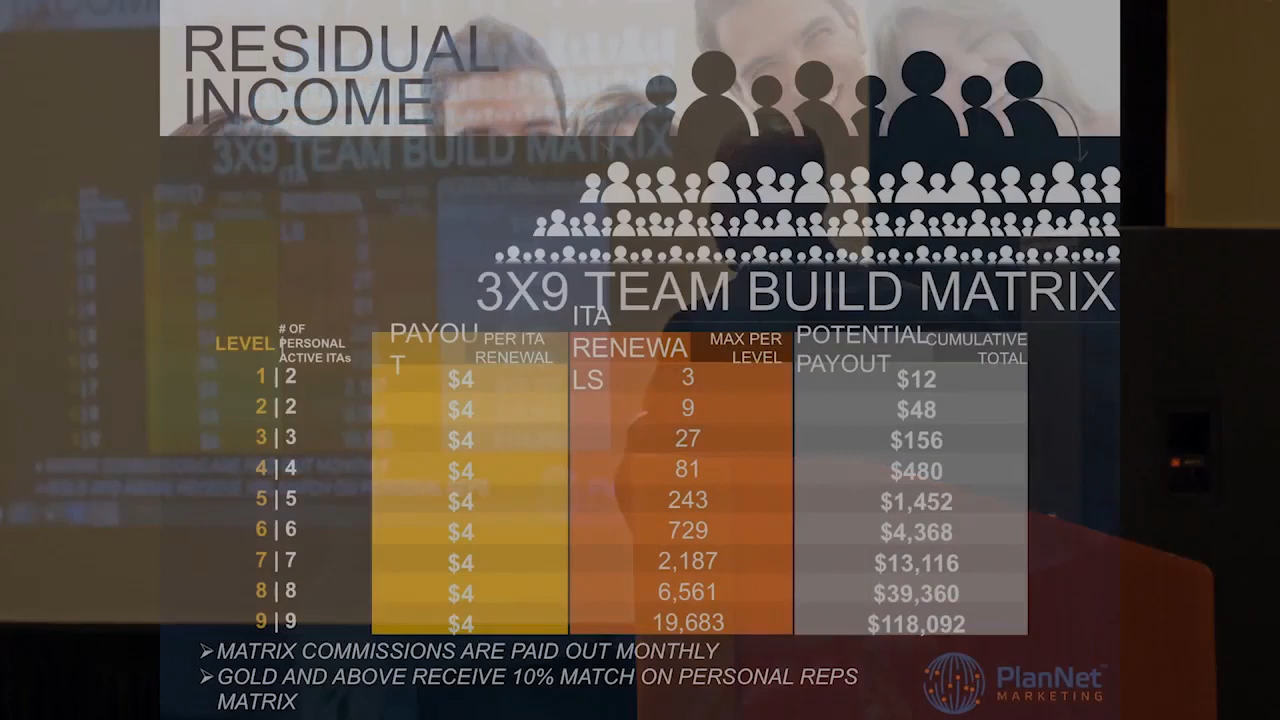 RESIDUAL
INCOME
3X9 TEAM BUILD MATRIX
3X9 TEAM BUILD MATRIX
LEVEL # OF PERSONAL ACTIVE ITAs PAYOUT PER ITA RENEWAL ITA RENEWALS MAX PER LEVEL POTENTIAL PAYOUT CUMULATIVE TOTAL
1 | 2 $4 3 $12
2 | 2 $4 9 $48
3 | 3 $4 27 $156
4 | 4 $4 81 $480
5 | 5 $4 243 $1,452
6 | 6 $4 729 $4,368
7 | 7 $4 2,187 $13,116
8 | 8 $4 6,561 $39,360
9 | 9 $4 19,683 $118,092
➢MATRIX COMMISSIONS ARE PAID OUT MONTHLY
➢GOLD AND ABOVE RECEIVE 10% MATCH ON PERSONAL REPS
MATRIX
PlanNet
MARKETING